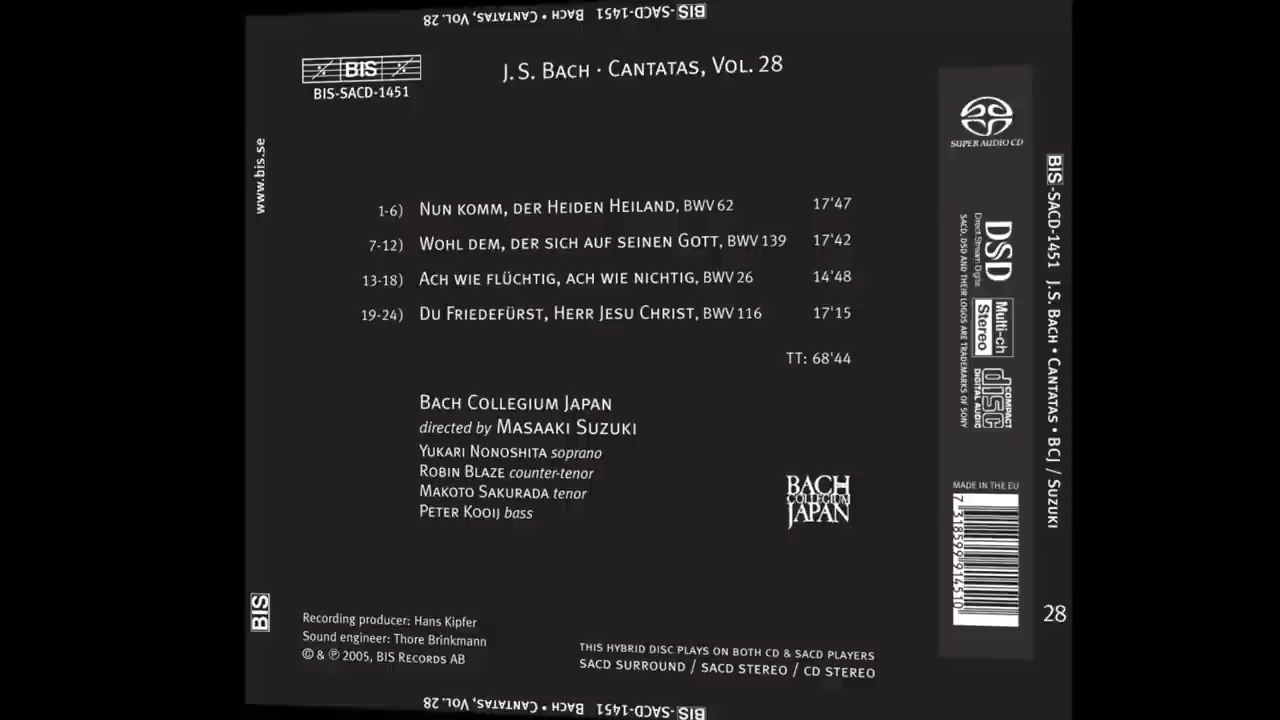 BIS-SACD-1451 J.S. BACH • CANTATAS, VOL. 28
BIS
BIS-SACD-1451
J.S. BACH · CANTATAS, VOL. 28
www.bis.se
1-6) NUN KOMM, DER HEIDEN HEILAND, BWV 62 17'47
7-12) WOHL DEM, DER SICH AUF SEINEN GOTT, BWV 139 17'42
13-18) ACH WIE FLÜCHTIG, ACH WIE NICHTIG, BWV 26 14'48
19-24) DU FRIEDEFÜRST, HERR JESU CHRIST, BWV 116 17'15
TT: 68'44
BACH COLLEGIUM JAPAN
directed by MASAAKI SUZUKI
YUKARI NONOSHITA soprano
ROBIN BLAZE counter-tenor
MAKOTO SAKURADA tenor
PETER KOOIJ bass
BACH
COLLEGIUM
JAPAN
BIS
Recording producer: Hans Kipfer
Sound engineer: Thore Brinkmann
© & ℗ 2005, BIS RECORDS AB
THIS HYBRID DISC PLAYS ON BOTH CD & SACD PLAYERS
SACD SURROUND / SACD STEREO / CD STEREO
SUPER AUDIO CD
DSD
Direct Stream Digital
SACD, DSD AND THEIR LOGOS ARE TRADEMARKS OF SONY
Multi-ch
Stereo
COMPACT
disc
DIGITAL AUDIO
MADE IN THE EU
7 318599 914510
BIS-SACD-1451 J.S. BACH • CANTATAS • BCJ / SUZUKI
28
BIS-SACD-1451 BACH • CANTATAS, VOL. 28